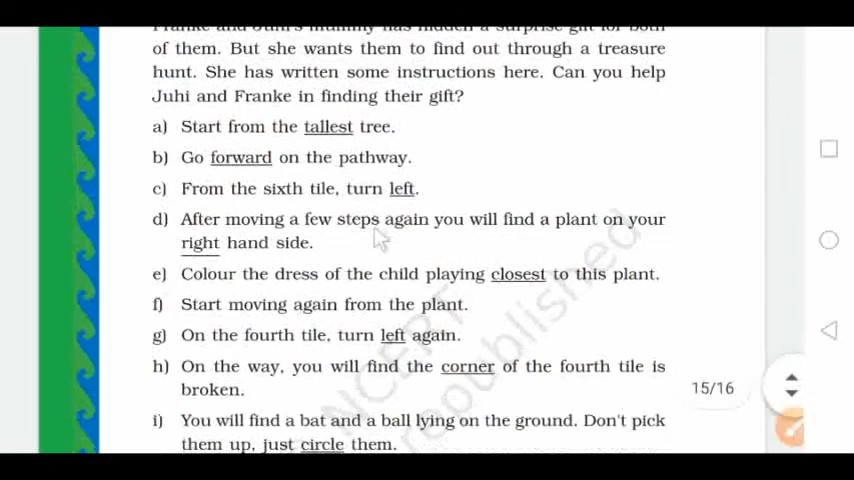 of them. But she wants them to find out through a treasure
hunt. She has written some instructions here. Can you help
Juhi and Franke in finding their gift?
a) Start from the tallest tree.
b) Go forward on the pathway.
c) From the sixth tile, turn left.
d) After moving a few steps again you will find a plant on your
right hand side.
e) Colour the dress of the child playing closest to this plant.
f) Start moving again from the plant.
g) On the fourth tile, turn left again.
h) On the way, you will find the corner of the fourth tile is
broken.
15/16
i) You will find a bat and a ball lying on the ground. Don't pick
them up, just circle them.
NCERT
republished